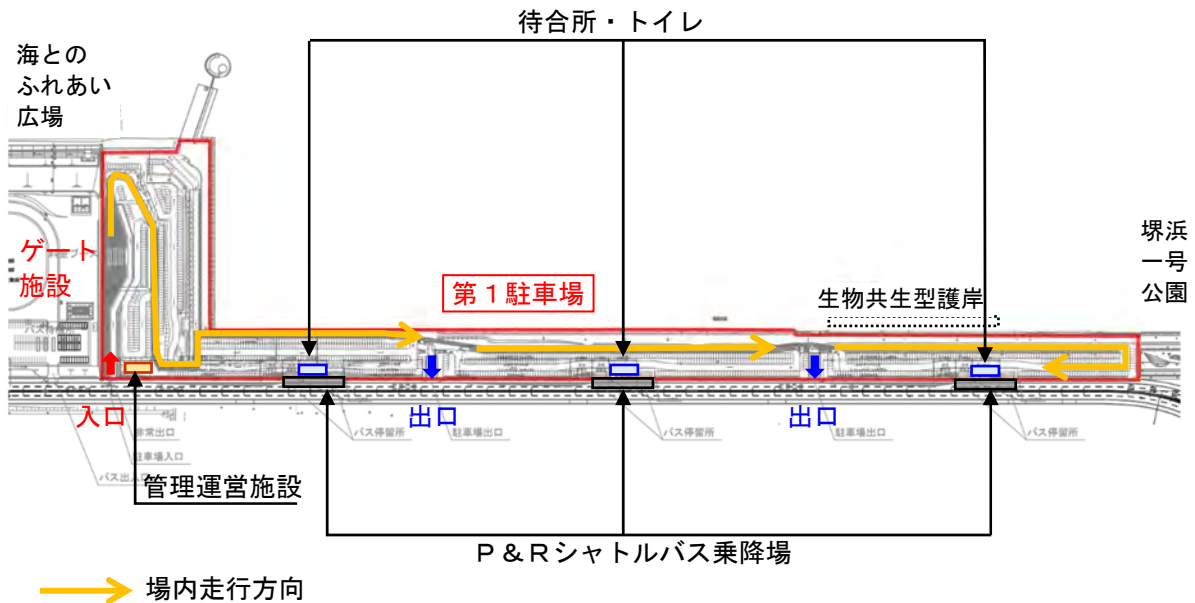 待合所・トイレ
海との
ふれあい
広場
ゲート
施設
第１駐車場
生物共生型護岸
堺浜
一号
公園
入口
出口
出口
非常出口
駐車場入口
バス出入口
バス停留所
駐車場出口
バス停留所
駐車場出口
バス停留所
管理運営施設
Ｐ＆Ｒシャトルバス乗降場
場内走行方向